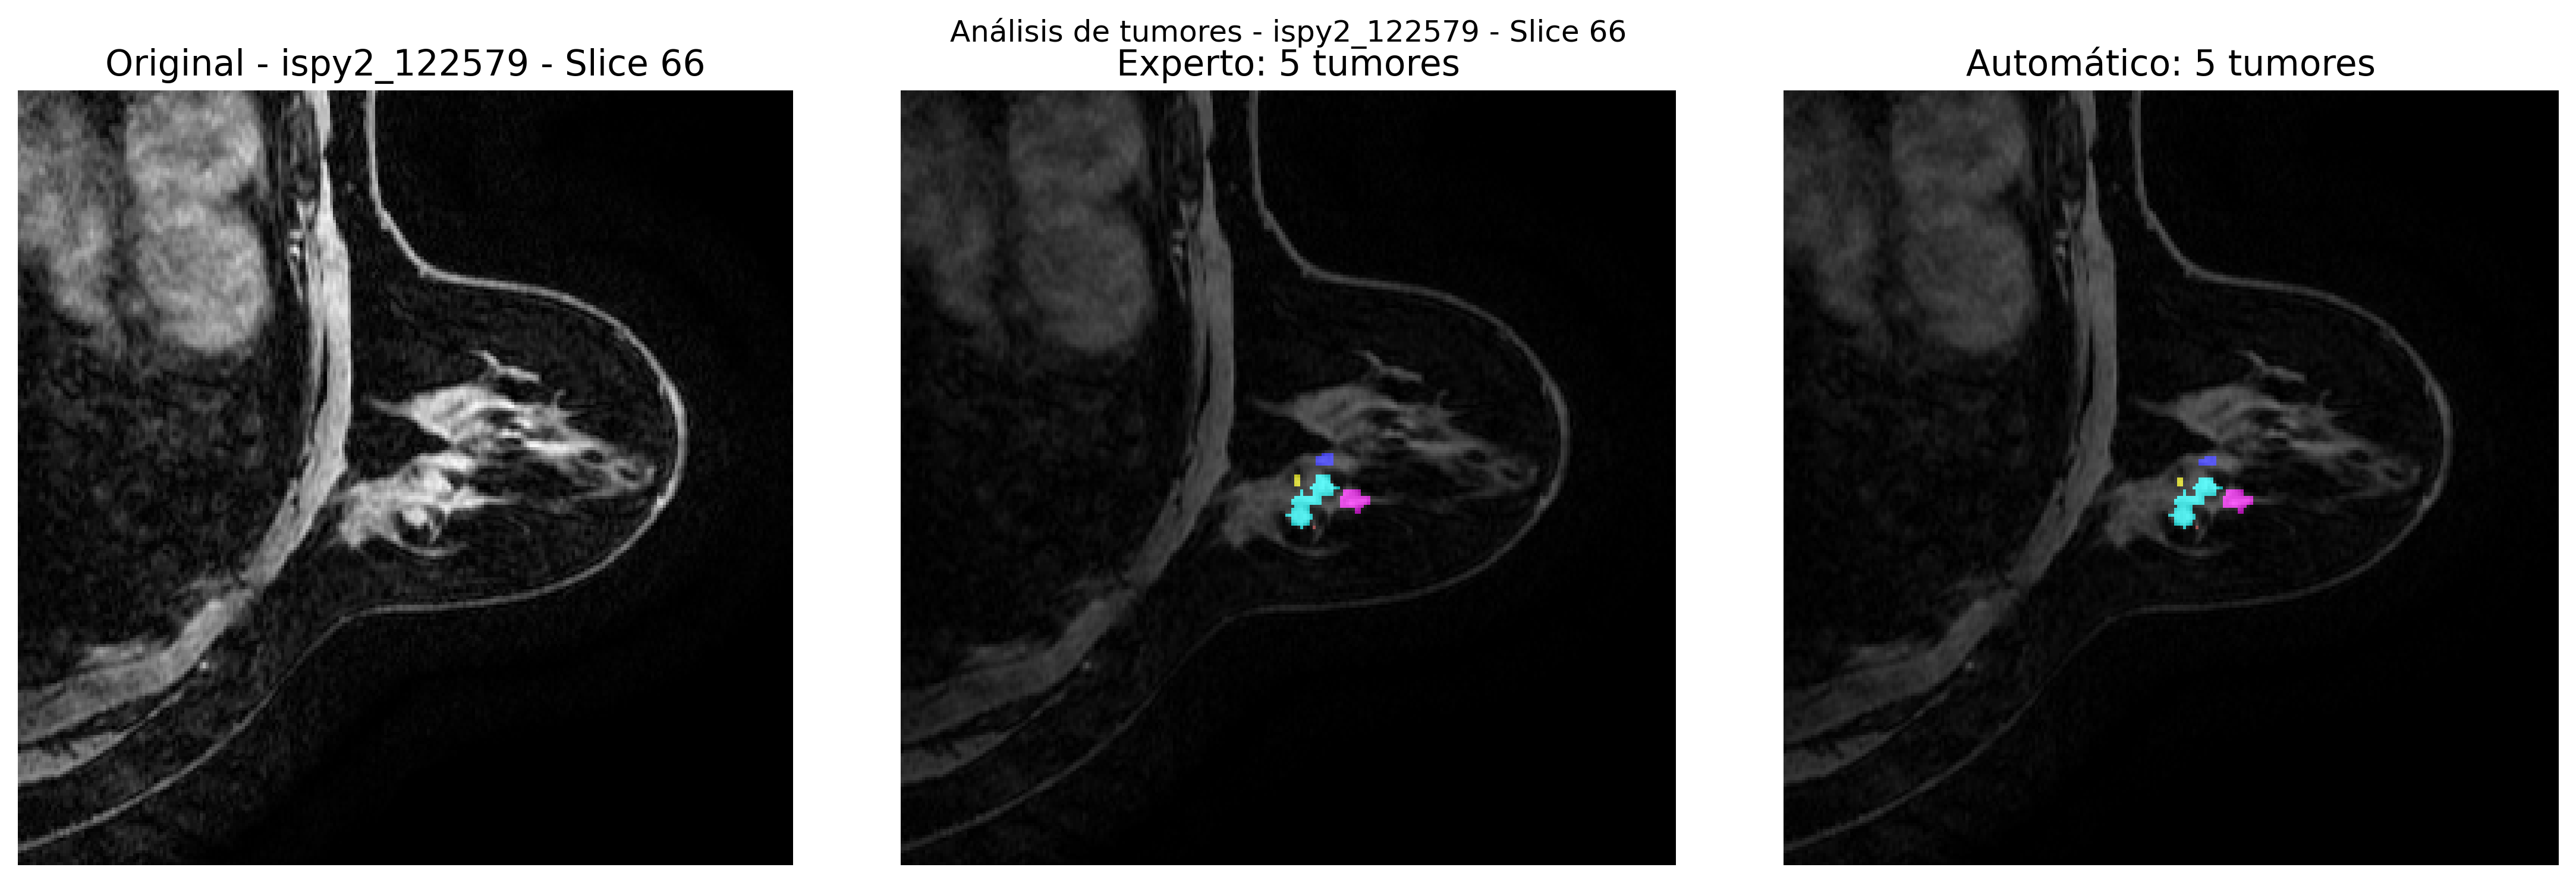 Análisis de tumores - ispy2_122579 - Slice 66
Original - ispy2_122579 - Slice 66
Experto: 5 tumores
Automático: 5 tumores